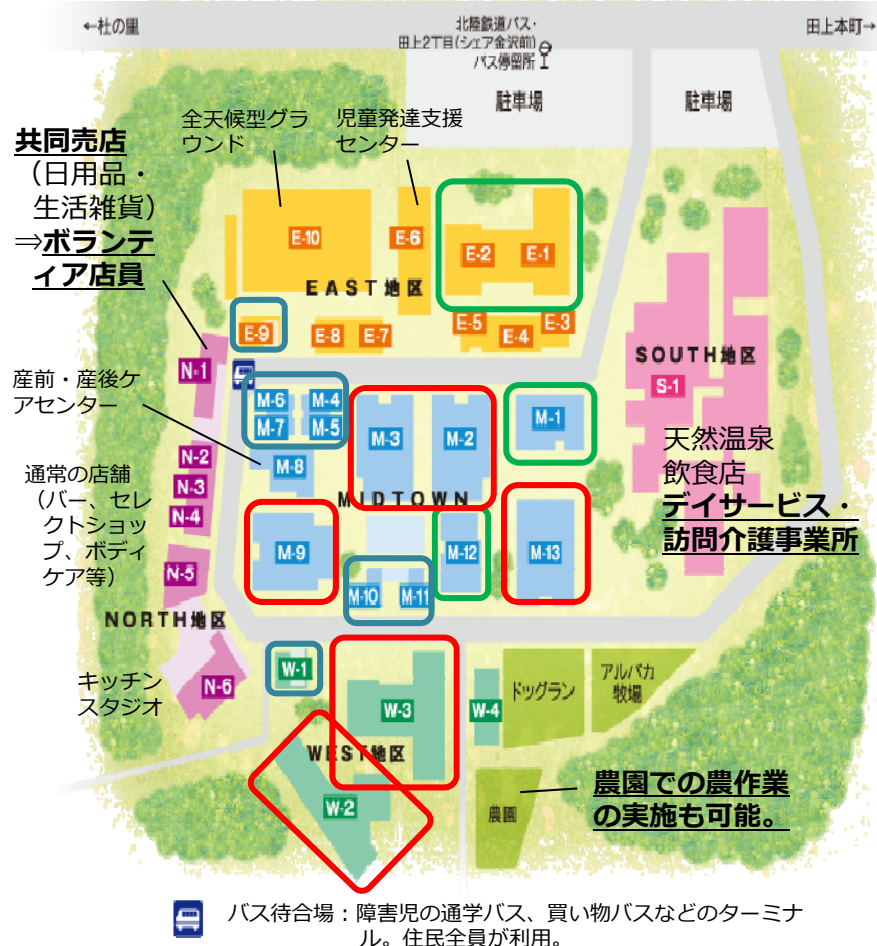 ←杜の里
北陸鉄道バス・
田上2丁目(シェア金沢前)
バス停留所
田上本町→
駐車場
駐車場
全天候型グラ
ウンド
児童発達支援
センター
共同売店
（日用品・
生活雑貨）
⇒ボランテ
ィア店員
E-10
E-6
E-2
E-1
EAST地区
E-9
E-8
E-7
E-5
E-4
E-3
SOUTH地区
S-1
N-1
産前・産後ケ
アセンター
M-6
M-4
M-7
M-5
M-3
M-2
M-1
M-8
天然温泉
飲食店
デイサービス・
訪問介護事業所
通常の店舗
（バー、セレ
クトショッ
プ、ボディ
ケア等）
N-2
N-3
N-4
N-5
MIDTOWN
M-9
M-12
M-13
M-10
M-11
NORTH地区
キッチン
スタジオ
N-6
W-1
W-3
W-4
ドッグラン
アルパカ
牧場
WEST地区
W-2
農園
農園での農作業
の実施も可能。
バス待合場：障害児の通学バス、買い物バスなどのターミナ
ル。住民全員が利用。